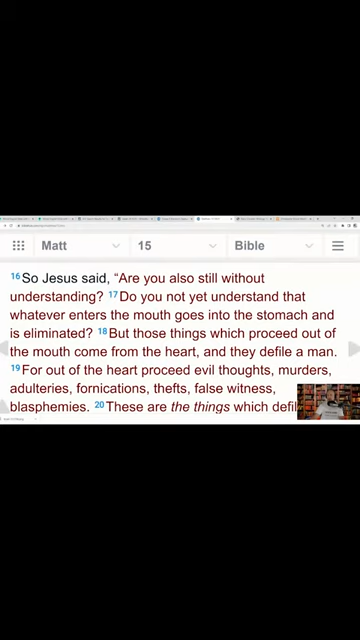 Matt 15 Bible
16 So Jesus said, “Are you also still without
understanding? 17 Do you not yet understand that
whatever enters the mouth goes into the stomach and
is eliminated? 18 But those things which proceed out of
the mouth come from the heart, and they defile a man.
19 For out of the heart proceed evil thoughts, murders,
adulteries, fornications, thefts, false witness,
blasphemies. 20 These are the things which defil